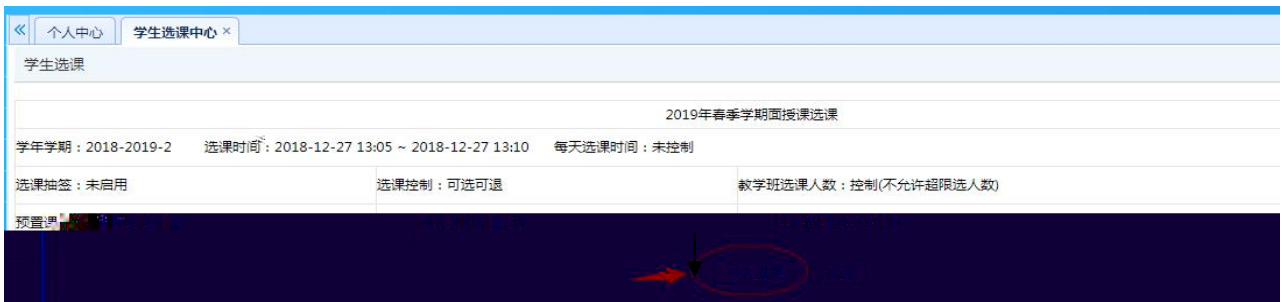 个人中心 学生选课中心 ×
学生选课
2019年春季学期面授课选课
学年学期：2018-2019-2 选课时间：2018-12-27 13:05 ~ 2018-12-27 13:10 每天选课时间：未控制
选课抽签：未启用 选课控制：可选可退 教学班选课人数：控制(不允许超限选人数)
预置课